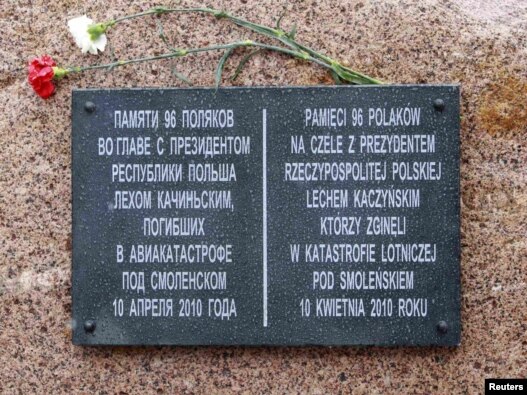 ПАМЯТИ 96 ПОЛЯКОВ
ВО ГЛАВЕ С ПРЕЗИДЕНТОМ
РЕСПУБЛИКИ ПОЛЬША
ЛЕХОМ КАЧИНЬСКИМ,
ПОГИБШИХ
В АВИАКАТАСТРОФЕ
ПОД СМОЛЕНСКОМ
10 АПРЕЛЯ 2010 ГОДА
PAMIĘCI 96 POLAKÓW
NA CZELE Z PREZYDENTEM
RZECZYPOSPOLITEJ POLSKIEJ
LECHEM KACZYŃSKIM
KTÓRZY ZGINĘLI
W KATASTROFIE LOTNICZEJ
POD SMOLEŃSKIEM
10 KWIETNIA 2010 ROKU
Reuters